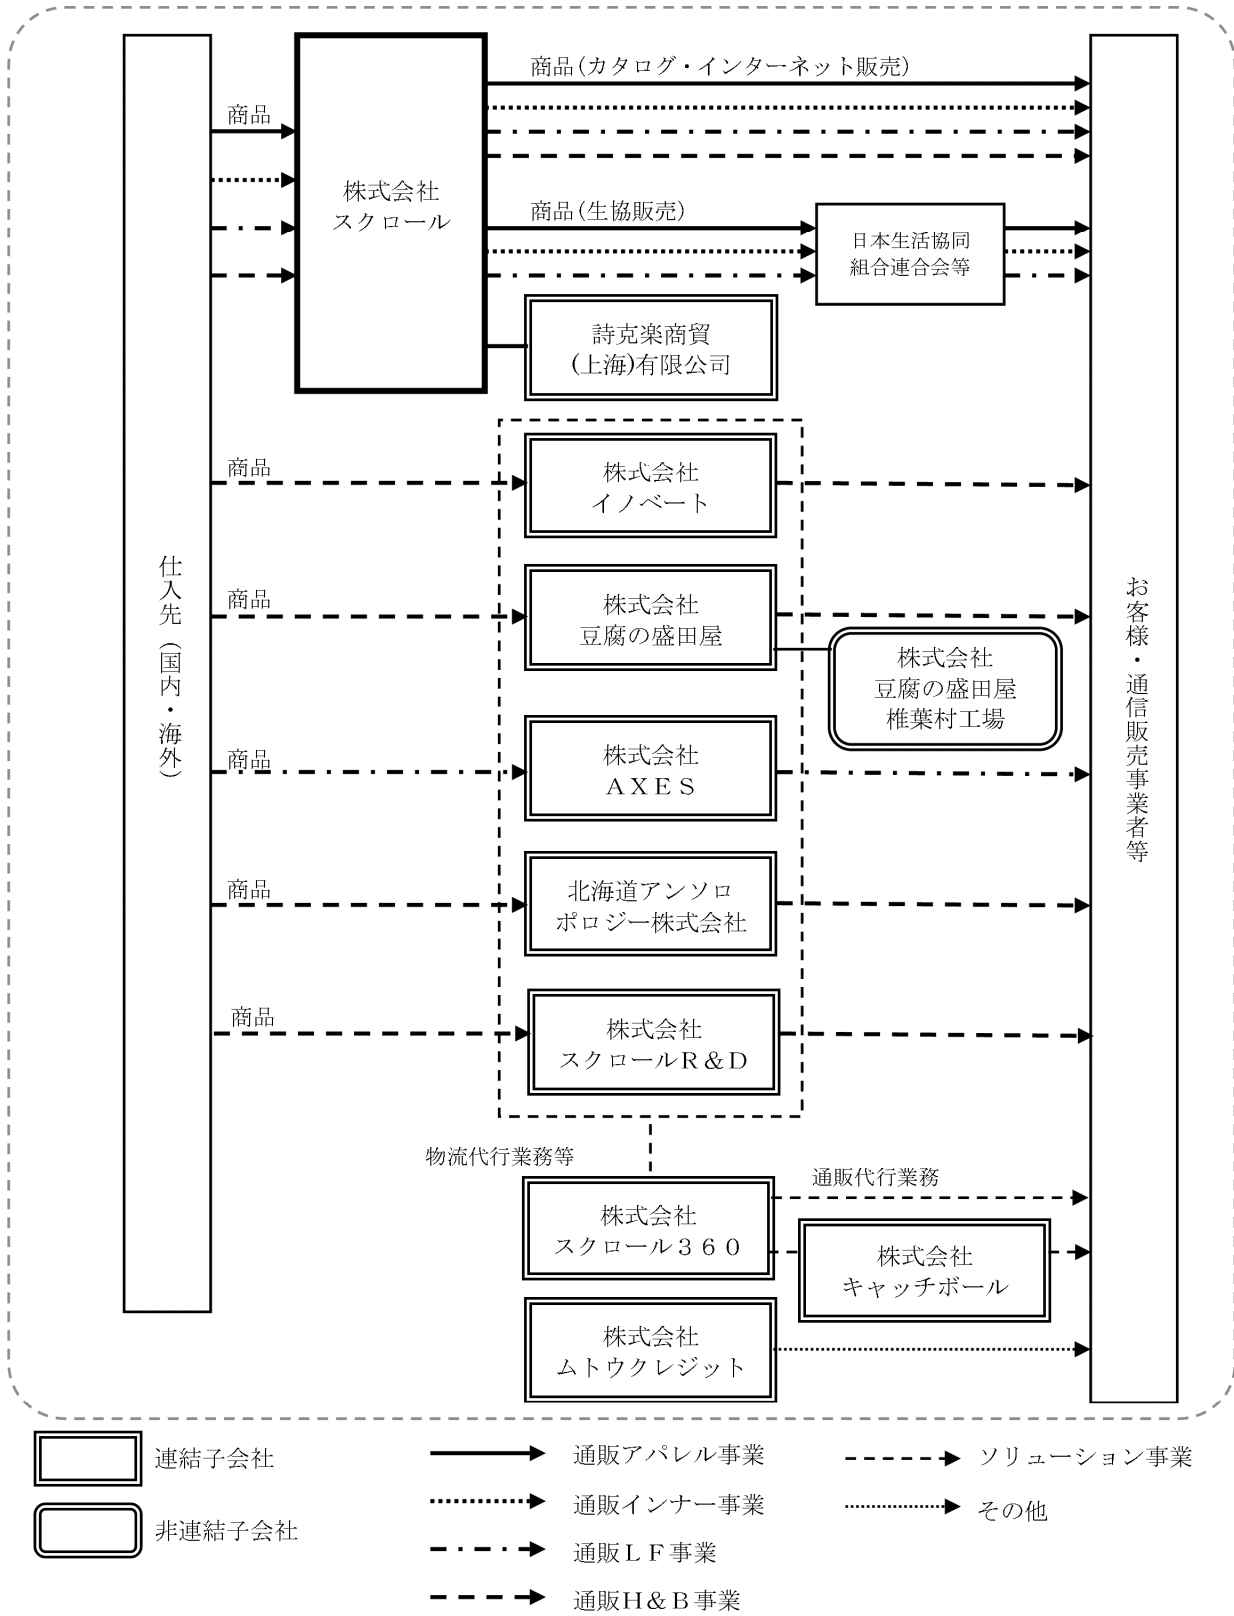 商品(カタログ・インターネット販売)
商品
株式会社
スクロール
商品(生協販売)
日本生活協同
組合連合会等
詩克楽商貿
(上海)有限公司
商品
株式会社
イノベート
仕入先(国内・海外)
お客様・通信販売事業者等
商品
株式会社
豆腐の盛田屋
株式会社
豆腐の盛田屋
椎葉村工場
商品
株式会社
ＡＸＥＳ
商品
北海道アンソロ
ポロジー株式会社
商品
株式会社
スクロールＲ＆Ｄ
物流代行業務等
通販代行業務
株式会社
スクロール３６０
株式会社
キャッチボール
株式会社
ムトウクレジット
連結子会社
非連結子会社
通販アパレル事業
通販インナー事業
通販ＬＦ事業
通販Ｈ＆Ｂ事業
ソリューション事業
その他